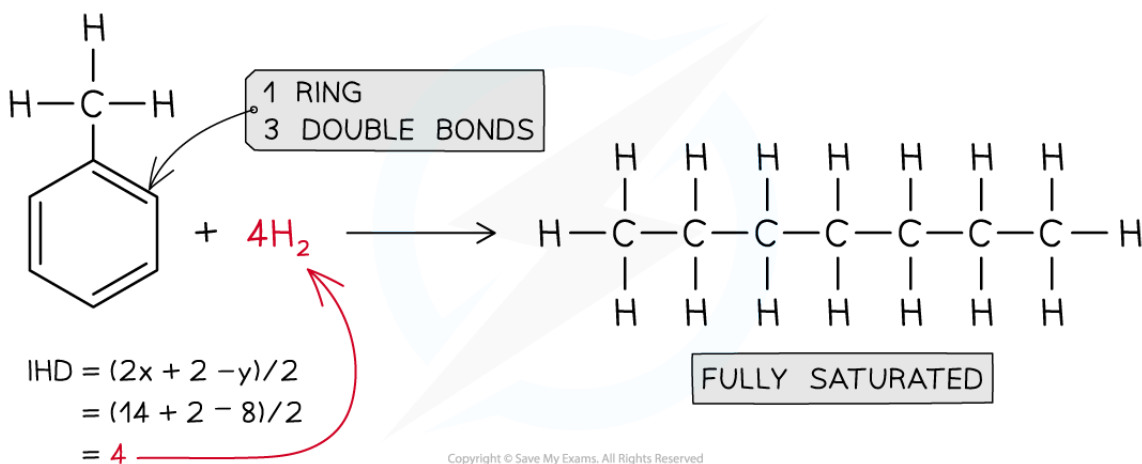 H
H—C—H
1 RING
3 DOUBLE BONDS
+ 4H₂
H H H H H H H
H—C—C—C—C—C—C—C—H
H H H H H H H
FULLY SATURATED
IHD = (2x + 2 –y)/2
= (14 + 2 – 8)/2
= 4
Copyright © Save My Exams. All Rights Reserved